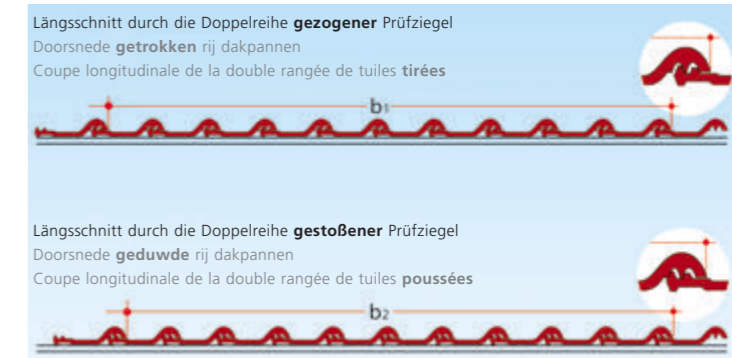 Längsschnitt durch die Doppelreihe gezogener Prüfziegel
Doorsnede getrokken rij dakpannen
Coupe longitudinale de la double rangée de tuiles tirées
b1
Längsschnitt durch die Doppelreihe gestoßener Prüfziegel
Doorsnede geduwde rij dakpannen
Coupe longitudinale de la double rangée de tuiles poussées
b2